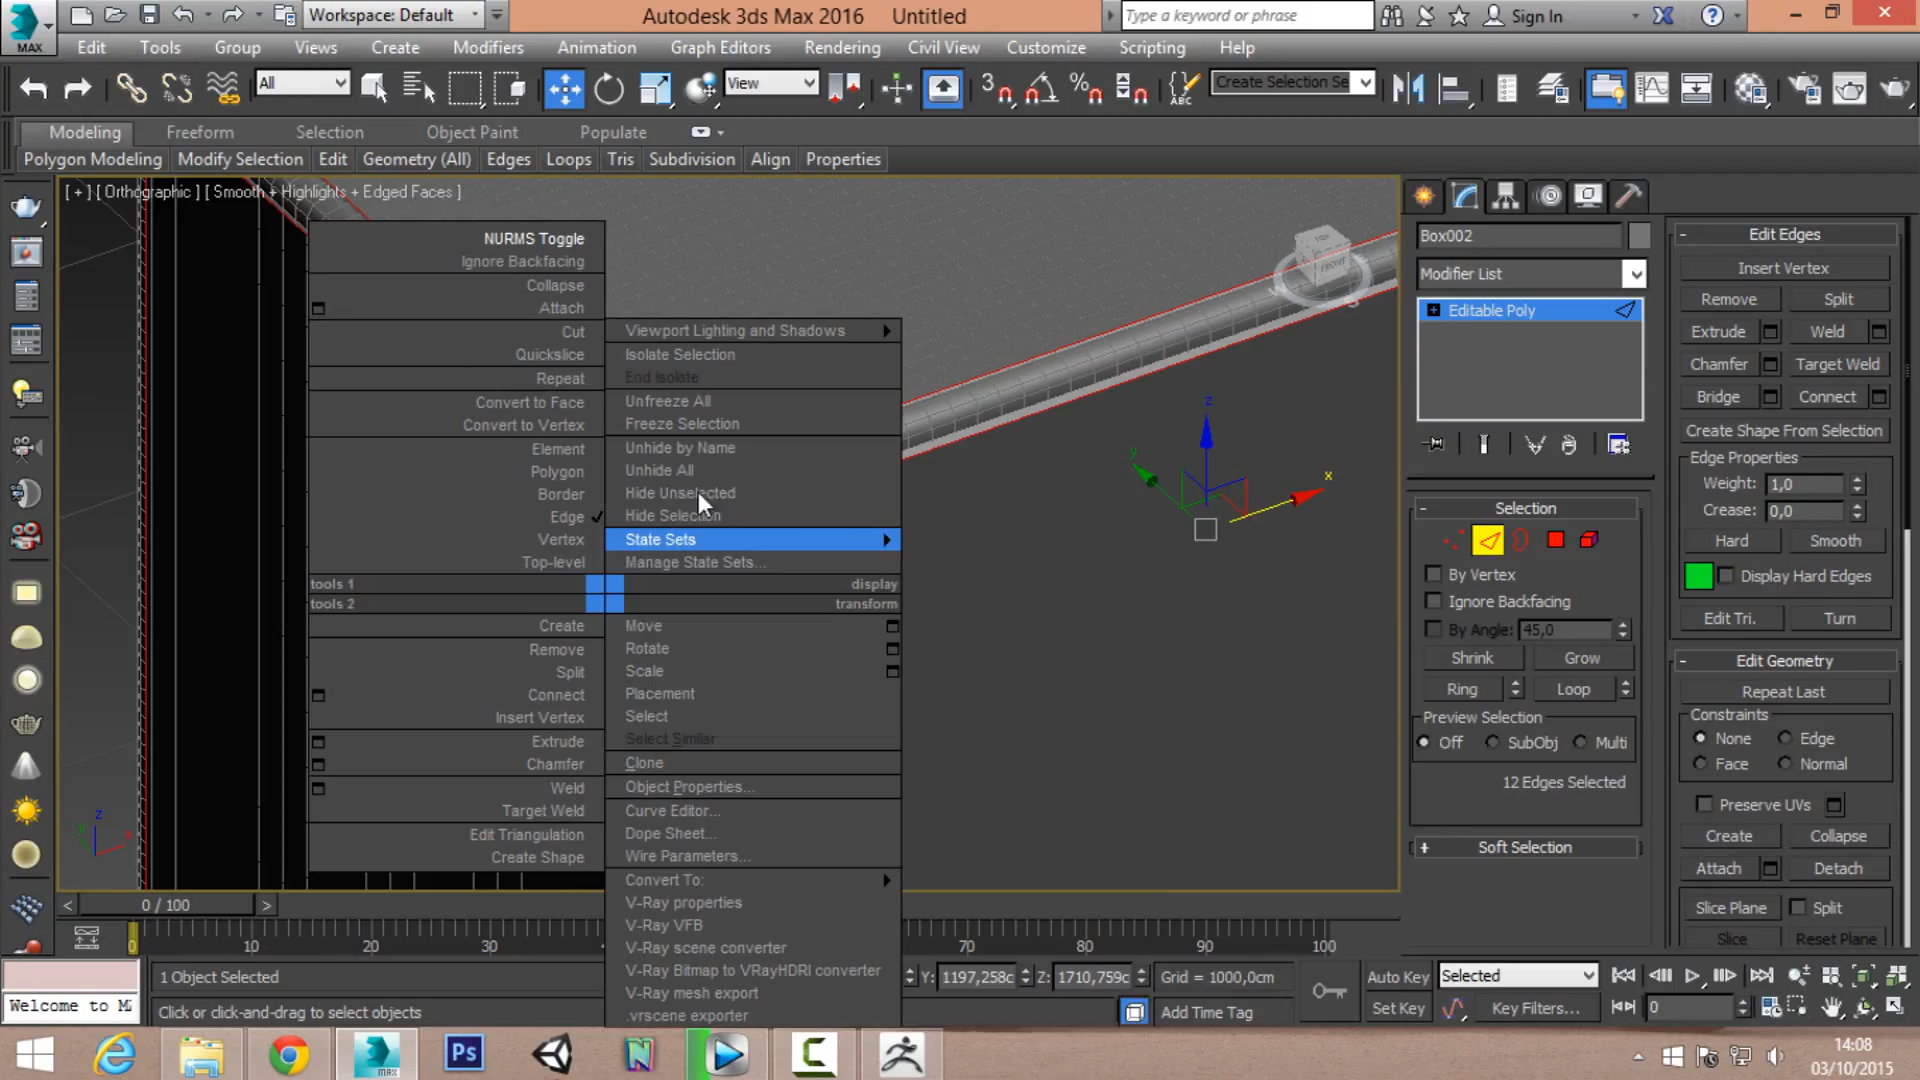 MAX
Workspace: Default
Autodesk 3ds Max 2016 Untitled
Type a keyword or phrase
Sign In
Edit Tools Group Views Create Modifiers Animation Graph Editors Rendering Civil View Customize Scripting Help
All
View
3
%
ABC
Create Selection Se
Modeling Freeform Selection Object Paint Populate
Polygon Modeling Modify Selection Edit Geometry (All) Edges Loops Tris Subdivision Align Properties
[ + ] [ Orthographic ] [ Smooth + Highlights + Edged Faces ]
NURMS Toggle
Ignore Backfacing
Collapse
Attach
Cut
Quickslice
Repeat
Convert to Face
Convert to Vertex
Element
Polygon
Border
Edge
Vertex
Top-level
tools 1
tools 2
Create
Remove
Split
Connect
Insert Vertex
Extrude
Chamfer
Weld
Target Weld
Edit Triangulation
Create Shape
Viewport Lighting and Shadows
Isolate Selection
End Isolate
Unfreeze All
Freeze Selection
Unhide by Name
Unhide All
Hide Unselected
Hide Selection
State Sets
Manage State Sets...
display
transform
Move
Rotate
Scale
Placement
Select
Select Similar
Clone
Object Properties...
Curve Editor...
Dope Sheet...
Wire Parameters...
Convert To:
V-Ray properties
V-Ray VFB
V-Ray scene converter
V-Ray Bitmap to VRayHDRI converter
V-Ray mesh export
.vrscene exporter
FRONT
z
y
x
z
Box002
Modifier List
Editable Poly
- Selection
By Vertex
Ignore Backfacing
By Angle: 45,0
Shrink Grow
Ring Loop
Preview Selection
Off SubObj Multi
12 Edges Selected
+ Soft Selection
- Edit Edges
Insert Vertex
Remove Split
Extrude Weld
Chamfer Target Weld
Bridge Connect
Create Shape From Selection
Edge Properties
Weight: 1,0
Crease: 0,0
Hard Smooth
Display Hard Edges
Edit Tri. Turn
- Edit Geometry
Repeat Last
Constraints
None Edge
Face Normal
Preserve UVs
Create Collapse
Attach Detach
Slice Plane Split
Slice Reset Plane
< 0 / 100 >
0 10 20 30 70 80 90 100
1 Object Selected
Y: 1197,258c Z: 1710,759c Grid = 1000,0cm
Auto Key Selected
Welcome to M
Click or click-and-drag to select objects
Add Time Tag
Set Key Key Filters...
0
MAX
Ps
N
C
14:08
03/10/2015